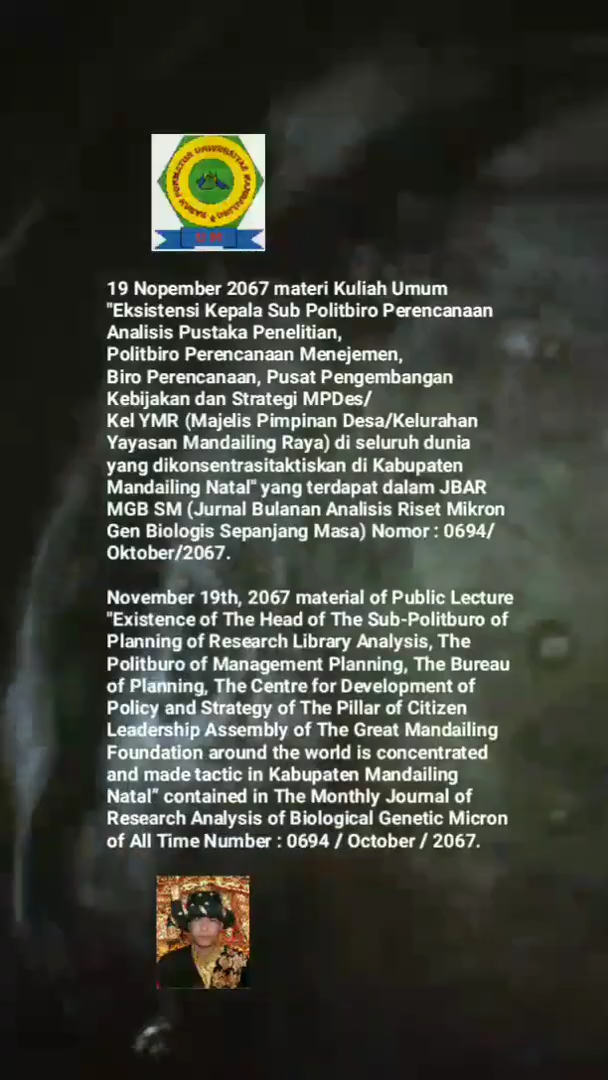 19 Nopember 2067 materi Kuliah Umum
"Eksistensi Kepala Sub Politbiro Perencanaan
Analisis Pustaka Penelitian,
Politbiro Perencanaan Menejemen,
Biro Perencanaan, Pusat Pengembangan
Kebijakan dan Strategi MPDes/
Kel YMR (Majelis Pimpinan Desa/Kelurahan
Yayasan Mandailing Raya) di seluruh dunia
yang dikonsentrasitaktiskan di Kabupaten
Mandailing Natal" yang terdapat dalam JBAR
MGB SM (Jurnal Bulanan Analisis Riset Mikron
Gen Biologis Sepanjang Masa) Nomor : 0694/
Oktober/2067.
November 19th, 2067 material of Public Lecture
"Existence of The Head of The Sub-Politburo of
Planning of Research Library Analysis, The
Politburo of Management Planning, The Bureau
of Planning, The Centre for Development of
Policy and Strategy of The Pillar of Citizen
Leadership Assembly of The Great Mandailing
Foundation around the world is concentrated
and made tactic in Kabupaten Mandailing
Natal" contained in The Monthly Journal of
Research Analysis of Biological Genetic Micron
of All Time Number : 0694 / October / 2067.